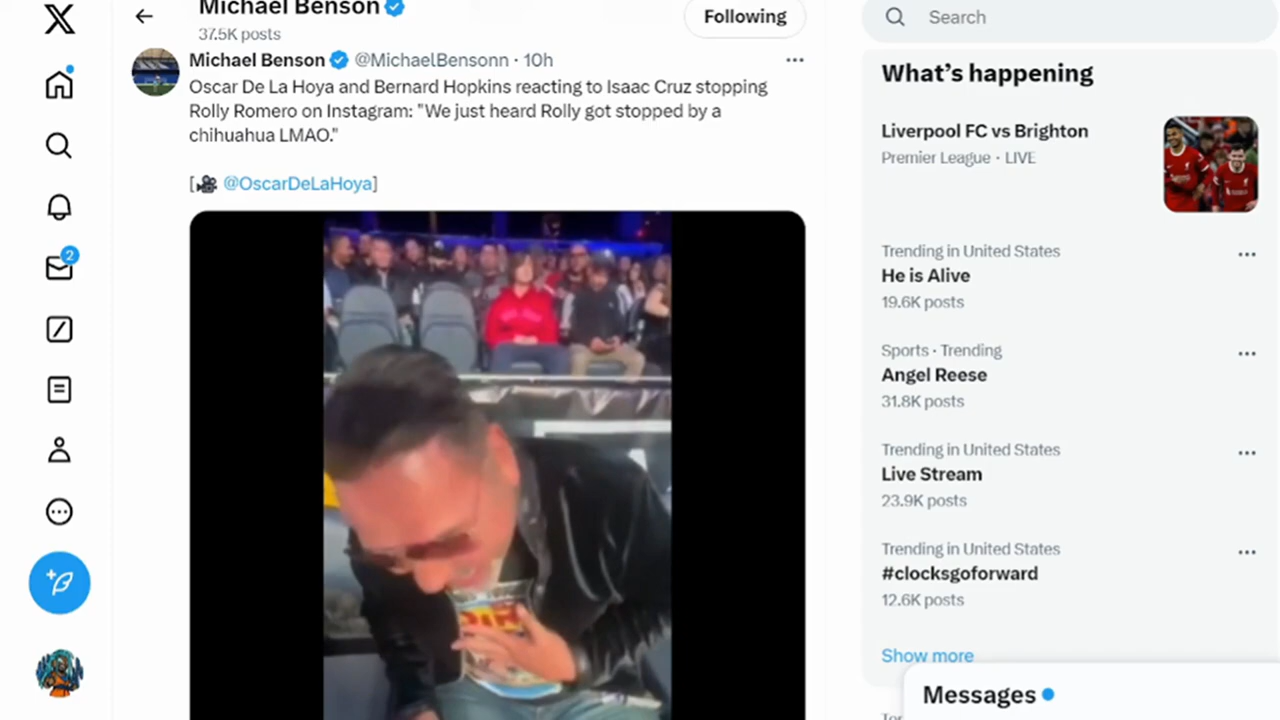 Michael Benson
37.5K posts
Following
Michael Benson @MichaelBensonn · 10h
Oscar De La Hoya and Bernard Hopkins reacting to Isaac Cruz stopping
Rolly Romero on Instagram: "We just heard Rolly got stopped by a
chihuahua LMAO."
[🎥 @OscarDeLaHoya]
2
Search
What's happening
Liverpool FC vs Brighton
Premier League · LIVE
Trending in United States
He is Alive
19.6K posts
Sports · Trending
Angel Reese
31.8K posts
Trending in United States
Live Stream
23.9K posts
Trending in United States
#clocksgoforward
12.6K posts
Show more
Messages